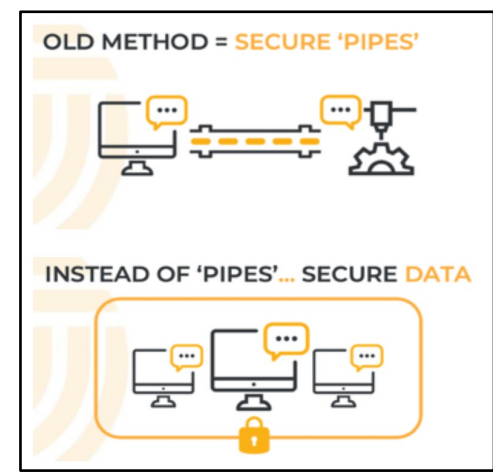 OLD METHOD = SECURE ‘PIPES’
INSTEAD OF ‘PIPES’... SECURE DATA